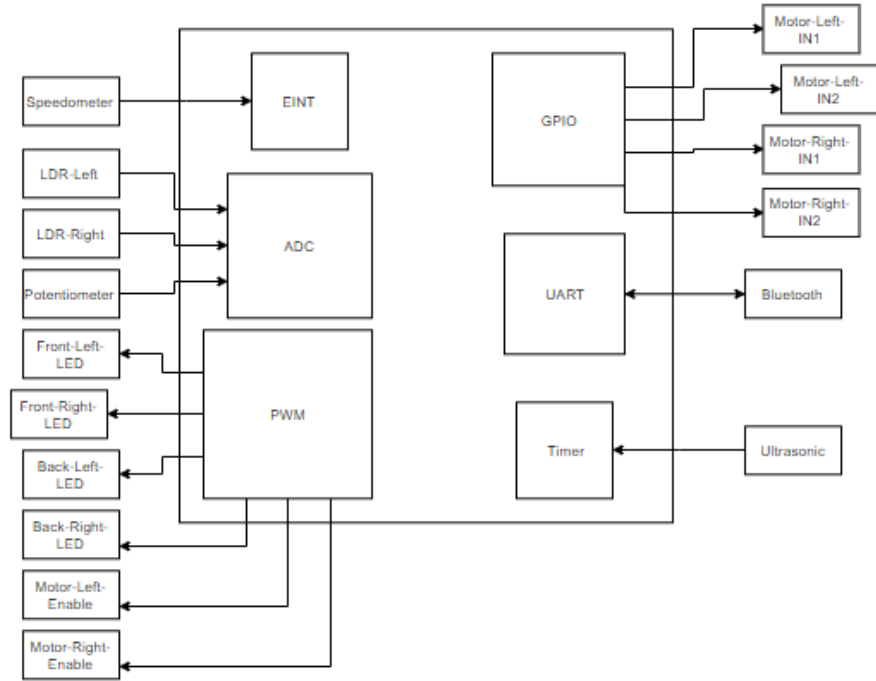 Motor-Left-
IN1
Speedometer
EINT
GPIO
Motor-Left-
IN2
Motor-Right-
IN1
LDR-Left
Motor-Right-
IN2
LDR-Right
ADC
Potentiometer
UART
Bluetooth
Front-Left-
LED
Front-Right-
LED
PWM
Back-Left-
LED
Timer
Ultrasonic
Back-Right-
LED
Motor-Left-
Enable
Motor-Right-
Enable